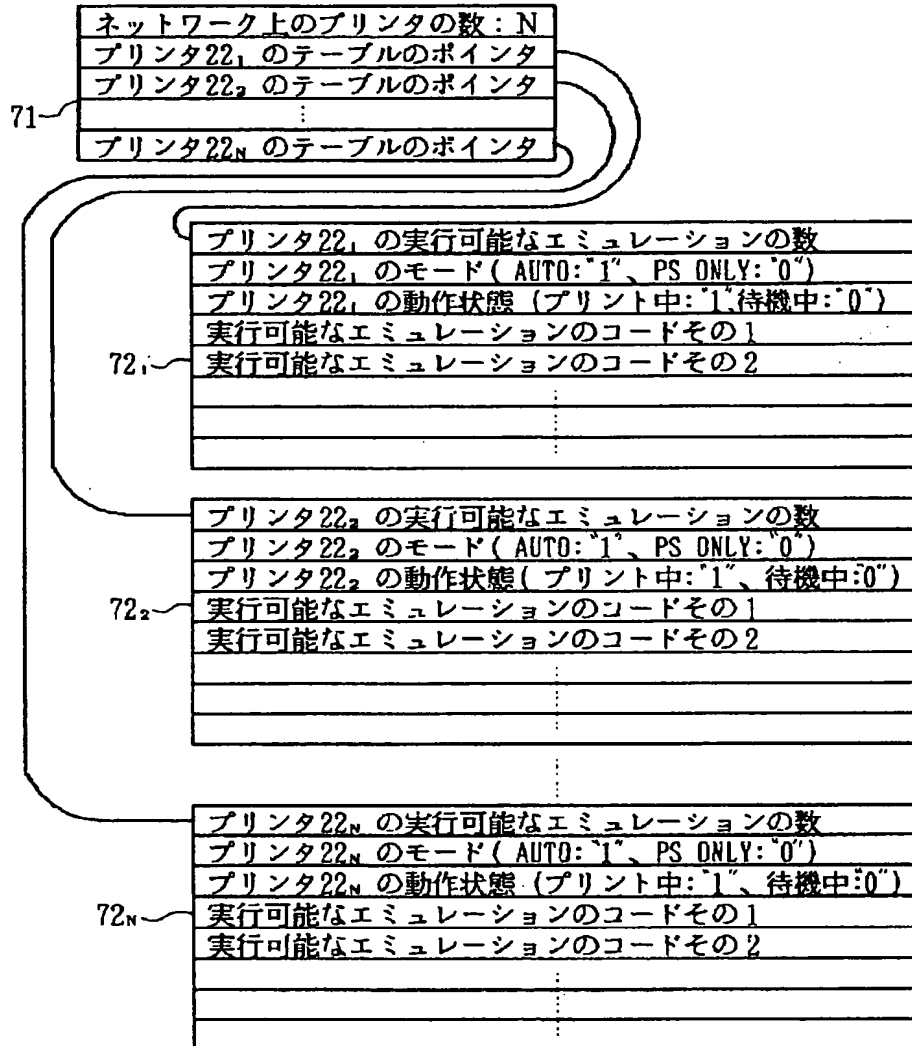 ネットワーク上のプリンタの数：N
プリンタ22₁ のテーブルのポインタ
プリンタ22₂ のテーブルのポインタ
71
⋮
プリンタ22ɴ のテーブルのポインタ
プリンタ22₁ の実行可能なエミュレーションの数
プリンタ22₁ のモード( AUTO:"1"、PS ONLY:"0")
プリンタ22₁ の動作状態 (プリント中:"1"待機中:"0")
実行可能なエミュレーションのコードその1
72₁
実行可能なエミュレーションのコードその2
⋮
プリンタ22₂ の実行可能なエミュレーションの数
プリンタ22₂ のモード( AUTO:"1"、PS ONLY:"0")
プリンタ22₂ の動作状態( プリント中:"1"、待機中:"0")
72₂
実行可能なエミュレーションのコードその1
実行可能なエミュレーションのコードその2
⋮
⋮
プリンタ22ɴ の実行可能なエミュレーションの数
プリンタ22ɴ のモード( AUTO:"1"、PS ONLY:"0")
プリンタ22ɴ の動作状態 (プリント中:"1"、待機中:"0")
72ɴ
実行可能なエミュレーションのコードその1
実行可能なエミュレーションのコードその2
⋮